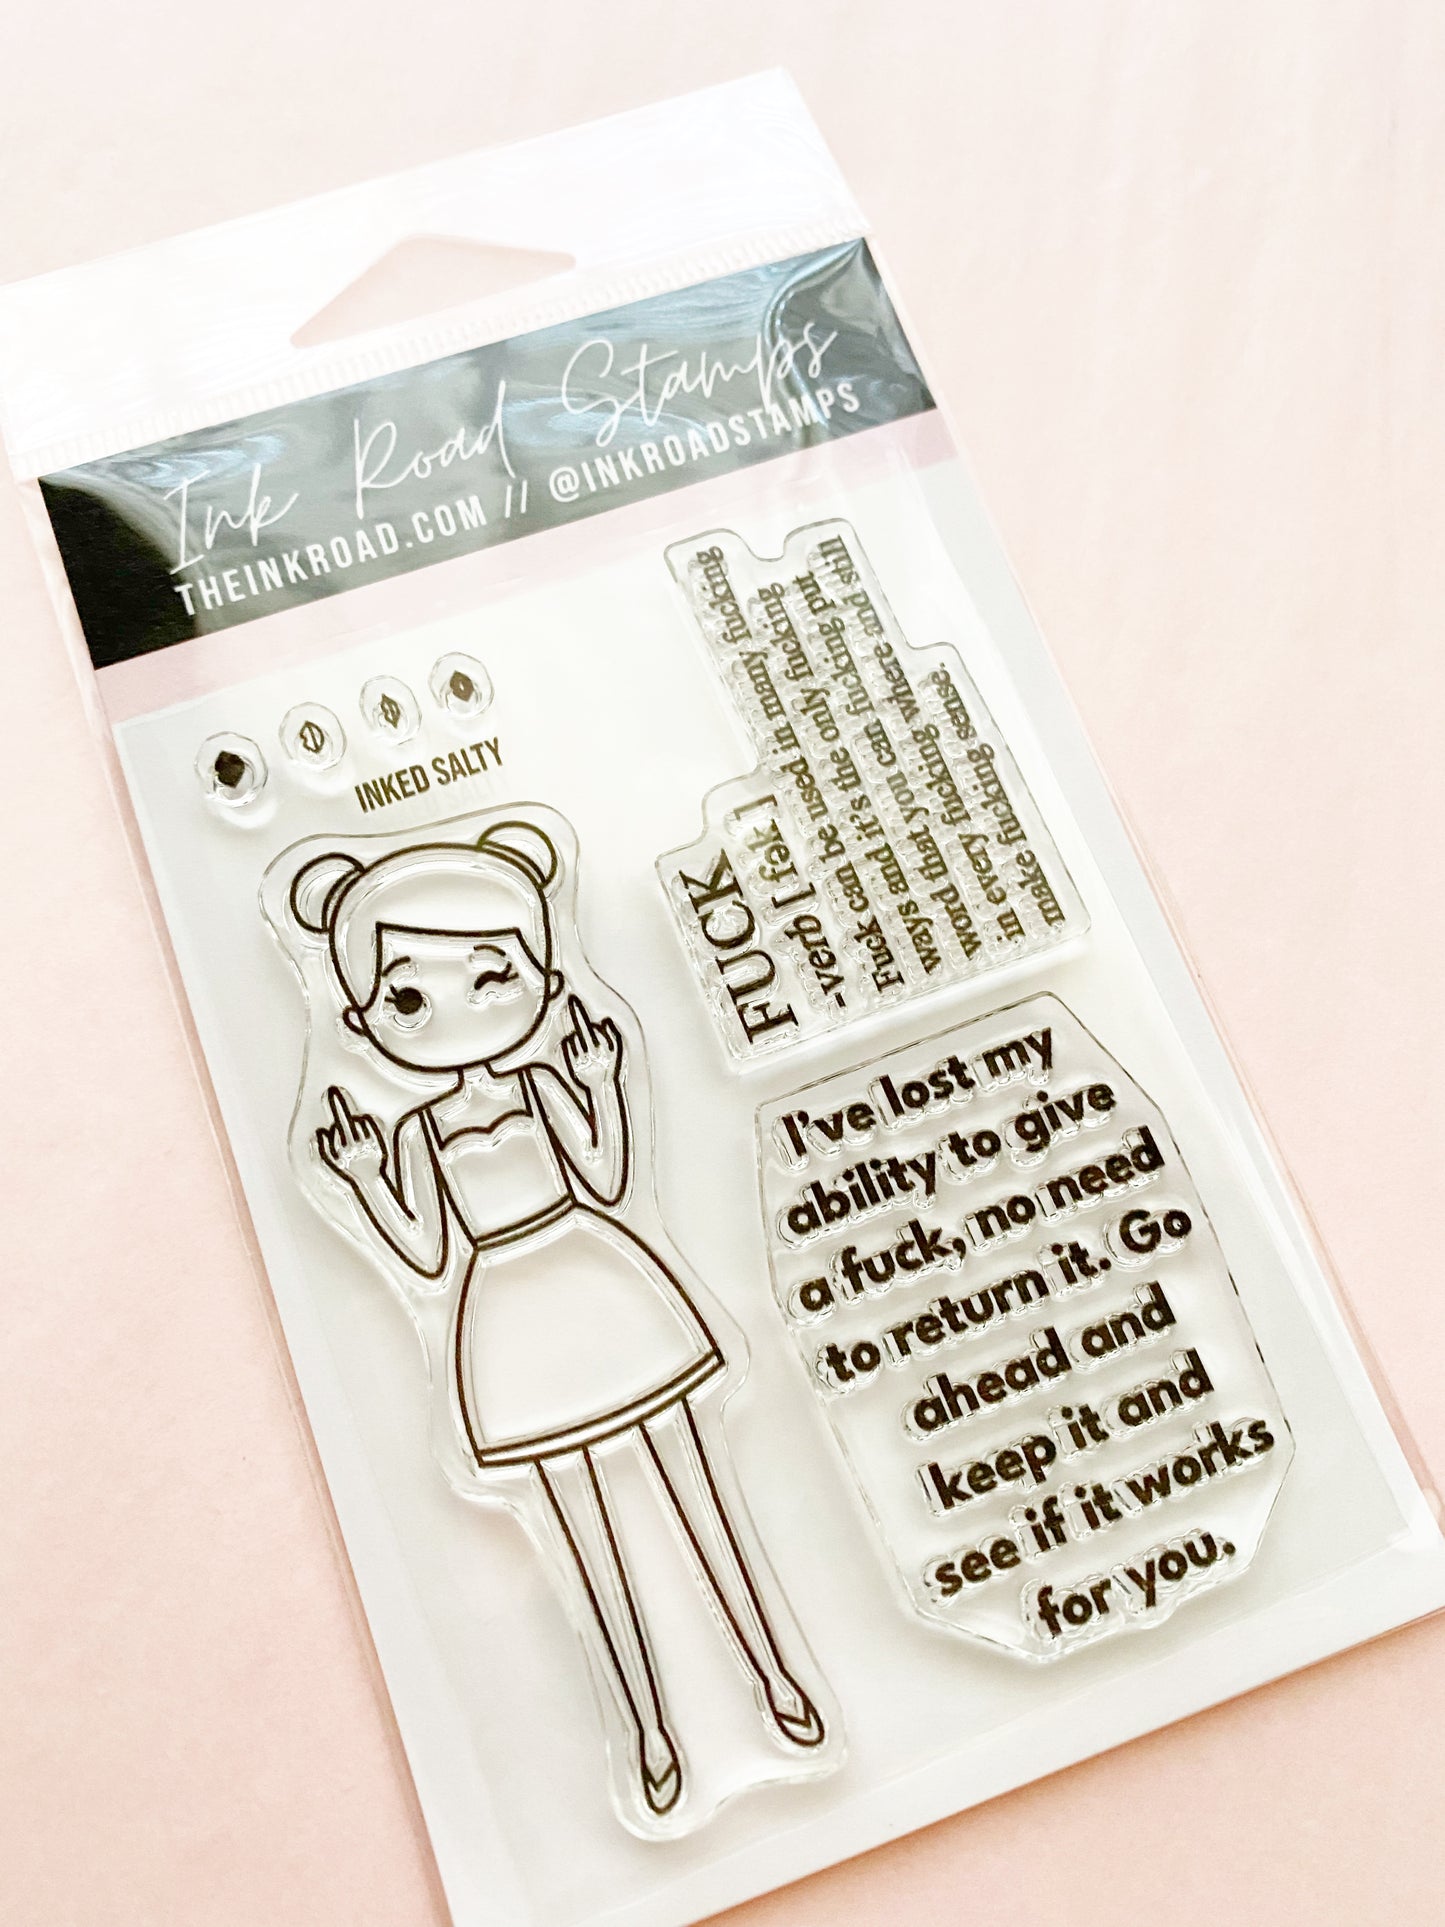 Ink Road Stamps
THEINKROAD.COM // @INKROADSTAMPS
INKED SALTY
FUCK
-verb [ fək ]
Fuck can be used in many fucking
ways and it's the only fucking
word that you can fucking put
in every fucking where and still
make fucking sense.
I've lost my
ability to give
a fuck, no need
to return it. Go
ahead and
keep it and
see if it works
for you.